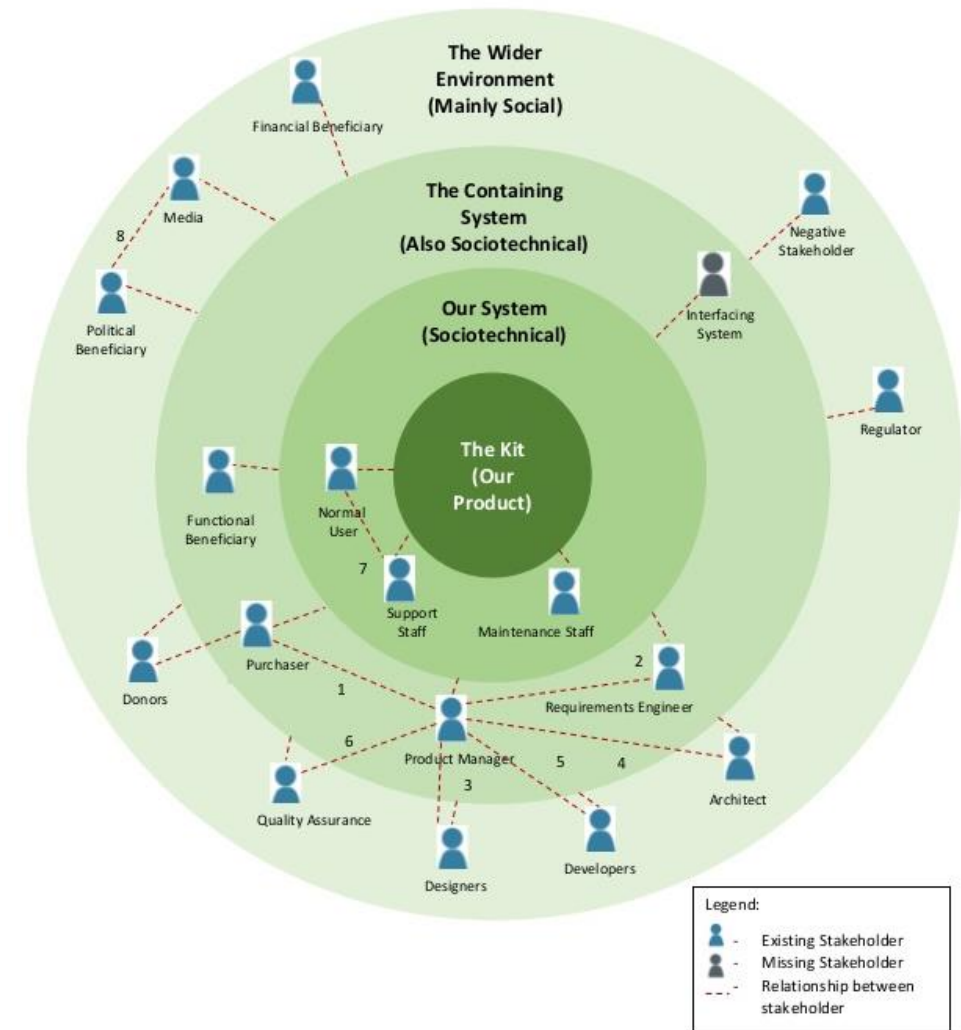 The Wider
Environment
(Mainly Social)
Financial Beneficiary
Media
8
Political
Beneficiary
The Containing
System
(Also Sociotechnical)
Negative
Stakeholder
Interfacing
System
Regulator
Our System
(Sociotechnical)
The Kit
(Our
Product)
Functional
Beneficiary
Normal
User
7
Support
Staff
Maintenance Staff
Donors
Purchaser
1
2
Requirements Engineer
6
Product Manager
3
5
4
Architect
Quality Assurance
Designers
Developers
Legend:
- Existing Stakeholder
- Missing Stakeholder
- Relationship between
stakeholder